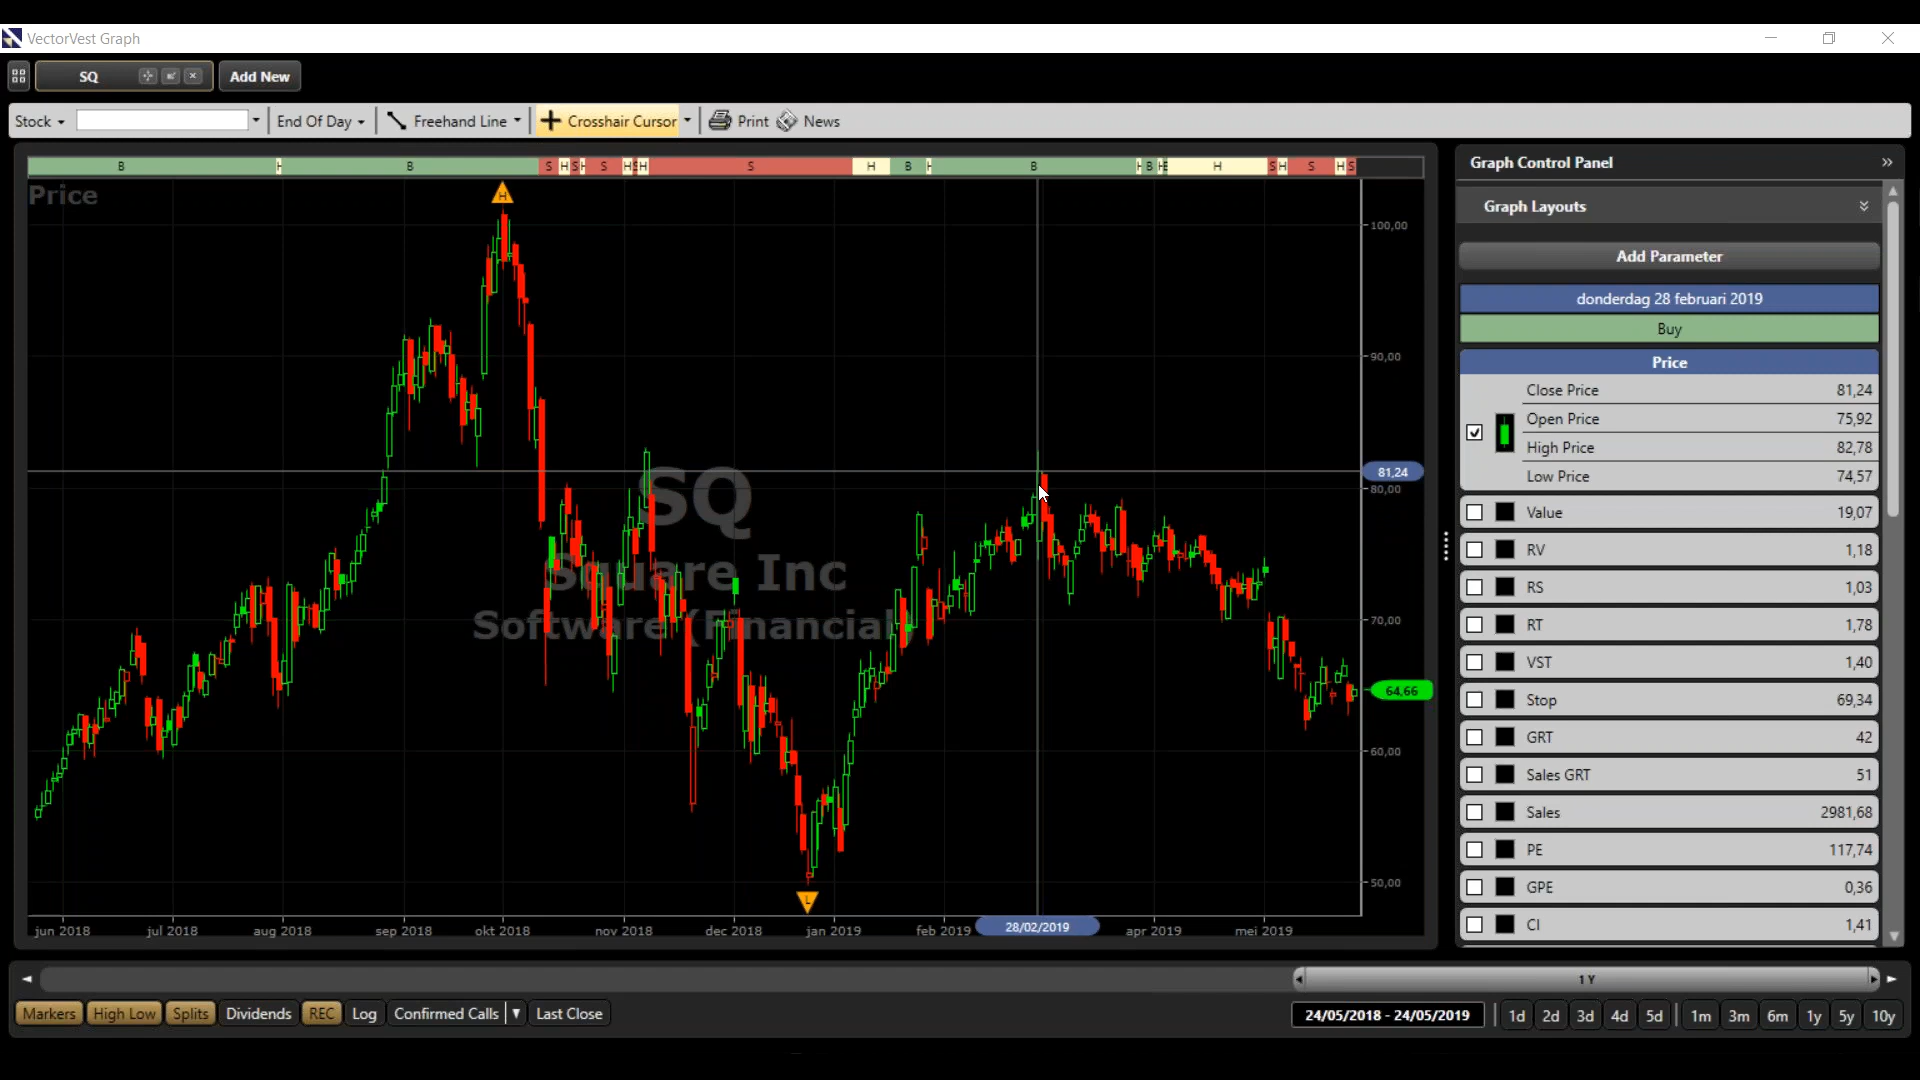 VectorVest Graph
SQ Add New
Stock End Of Day Freehand Line Crosshair Cursor Print News
B H B S H S H S H S H S H B H B H B H E H S H S H S
Price
H
100,00
90,00
81,24
80,00
70,00
64,66
60,00
50,00
SQ
Square Inc
Software (Financial)
L
jun 2018 jul 2018 aug 2018 sep 2018 okt 2018 nov 2018 dec 2018 jan 2019 feb 2019 28/02/2019 apr 2019 mei 2019
Graph Control Panel
Graph Layouts
Add Parameter
donderdag 28 februari 2019
Buy
Price
Close Price 81,24
Open Price 75,92
High Price 82,78
Low Price 74,57
Value 19,07
RV 1,18
RS 1,03
RT 1,78
VST 1,40
Stop 69,34
GRT 42
Sales GRT 51
Sales 2981,68
PE 117,74
GPE 0,36
CI 1,41
1 Y
Markers High Low Splits Dividends REC Log Confirmed Calls Last Close 24/05/2018 - 24/05/2019 1d 2d 3d 4d 5d 1m 3m 6m 1y 5y 10y